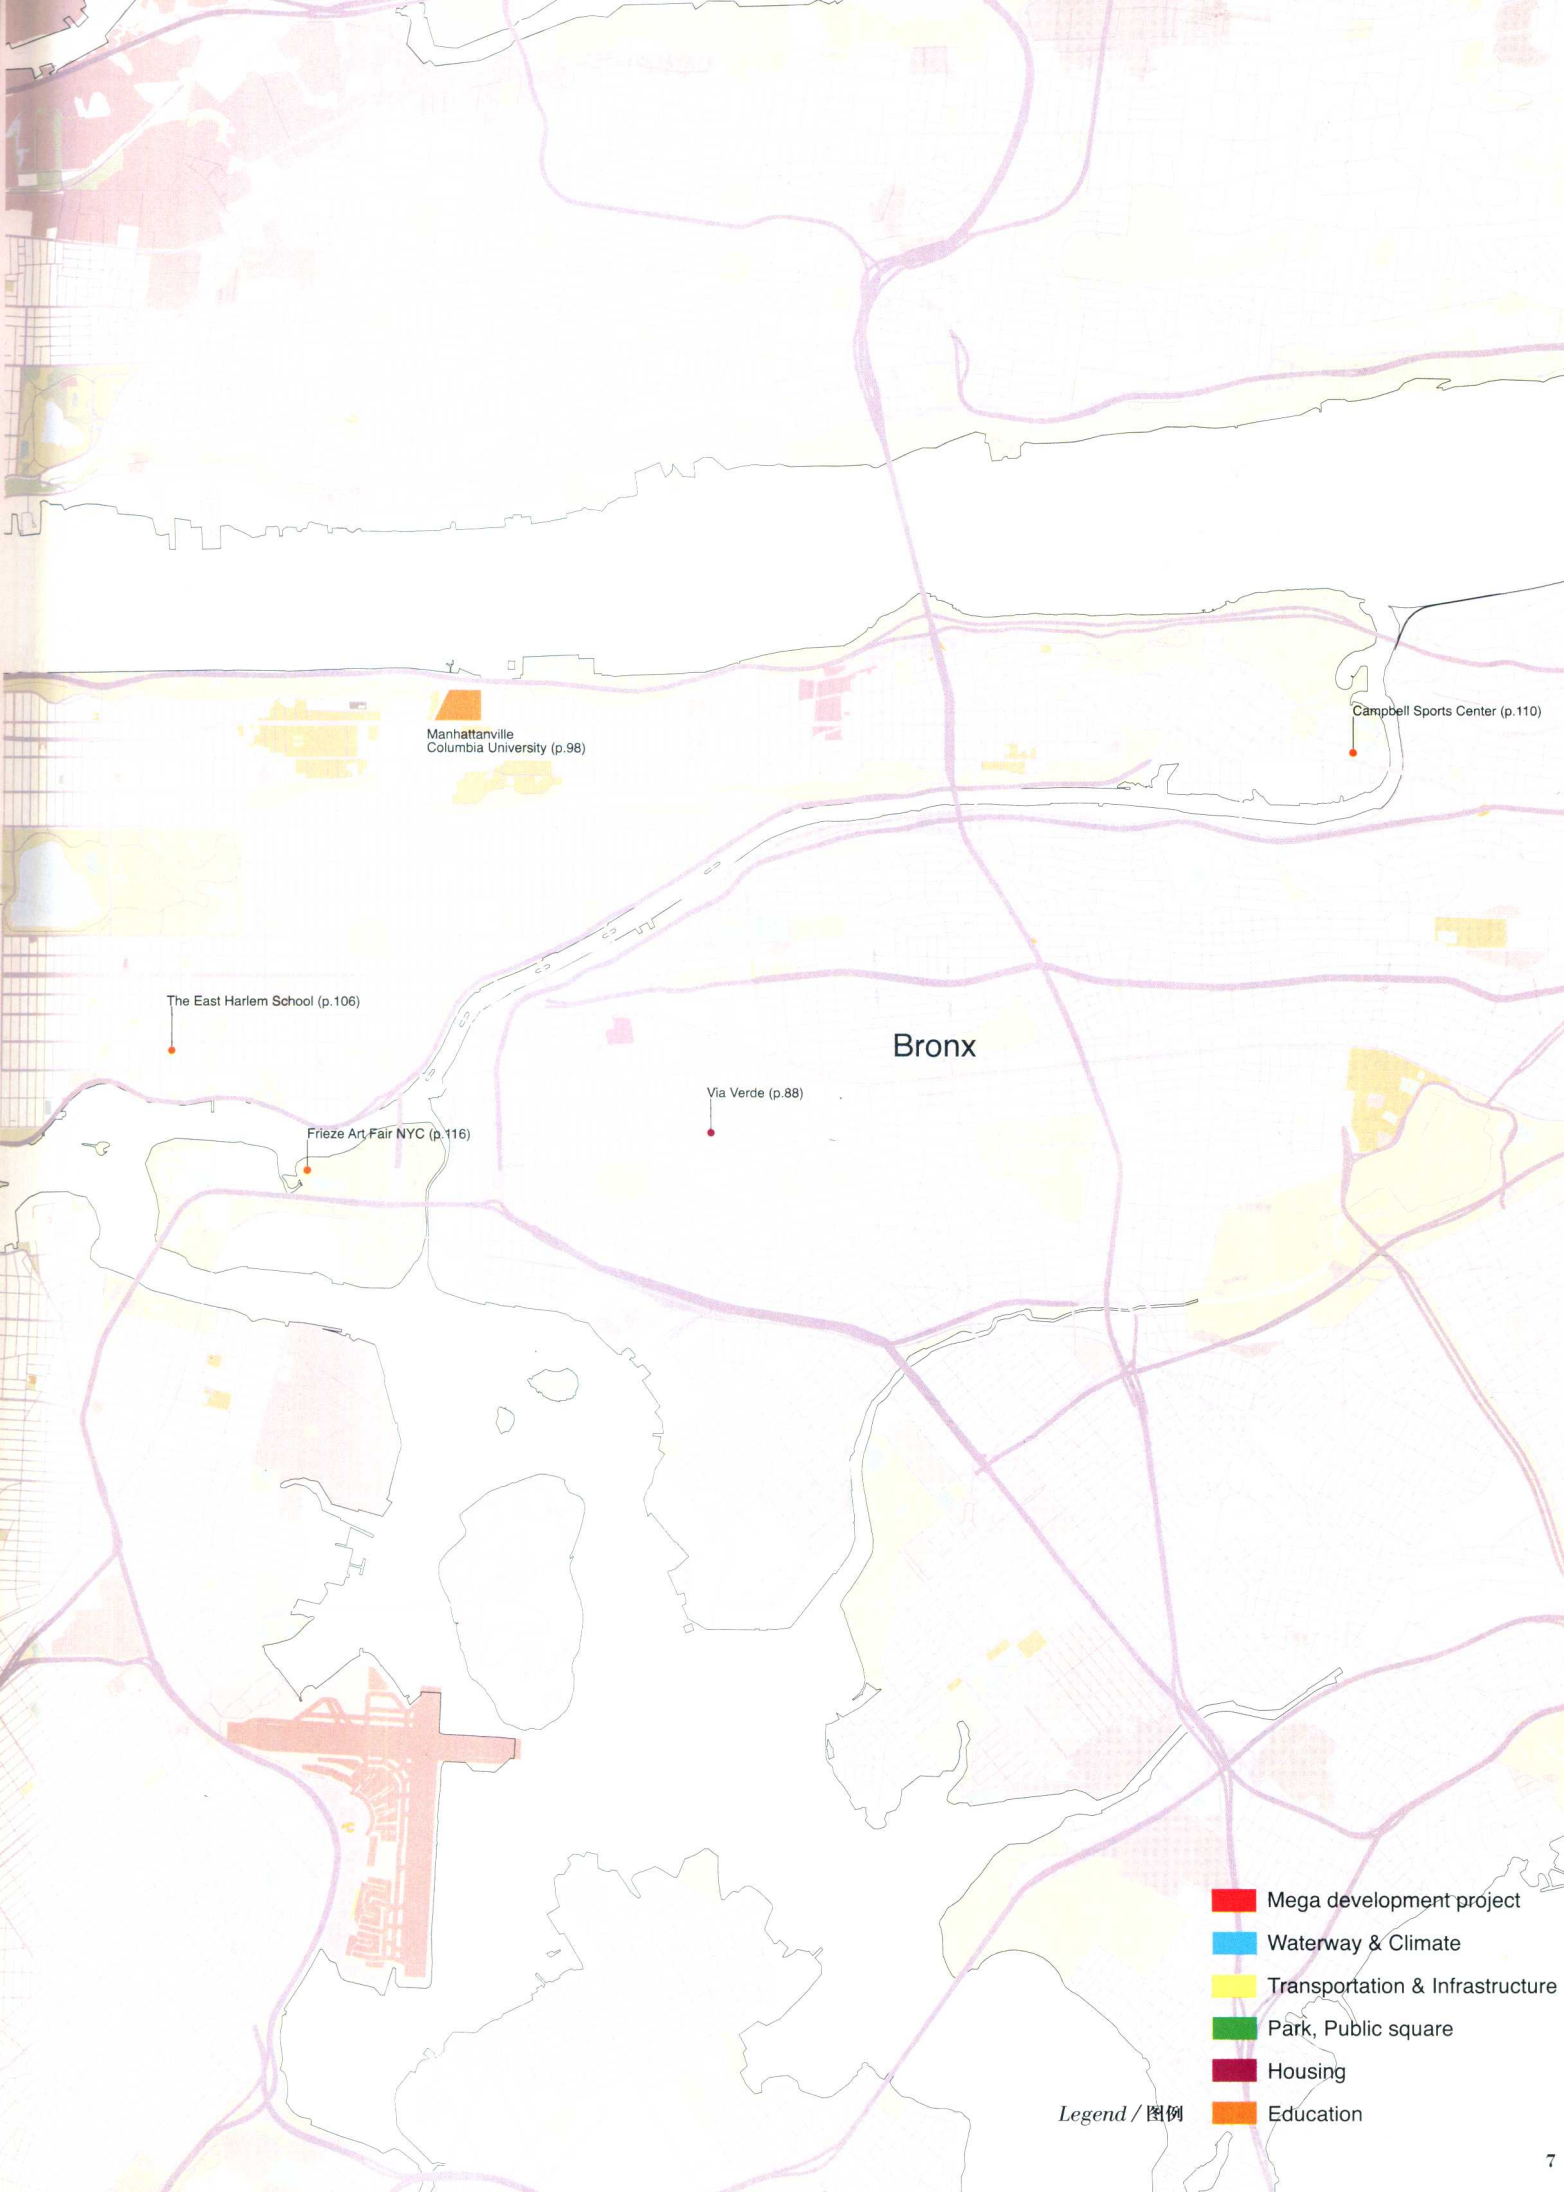 Manhattanville
Columbia University (p.98)
Campbell Sports Center (p.110)
The East Harlem School (p.106)
Bronx
Via Verde (p.88)
Frieze Art Fair NYC (p.116)
Mega development project
Waterway & Climate
Transportation & Infrastructure
Park, Public square
Housing
Legend / 图例
Education
7